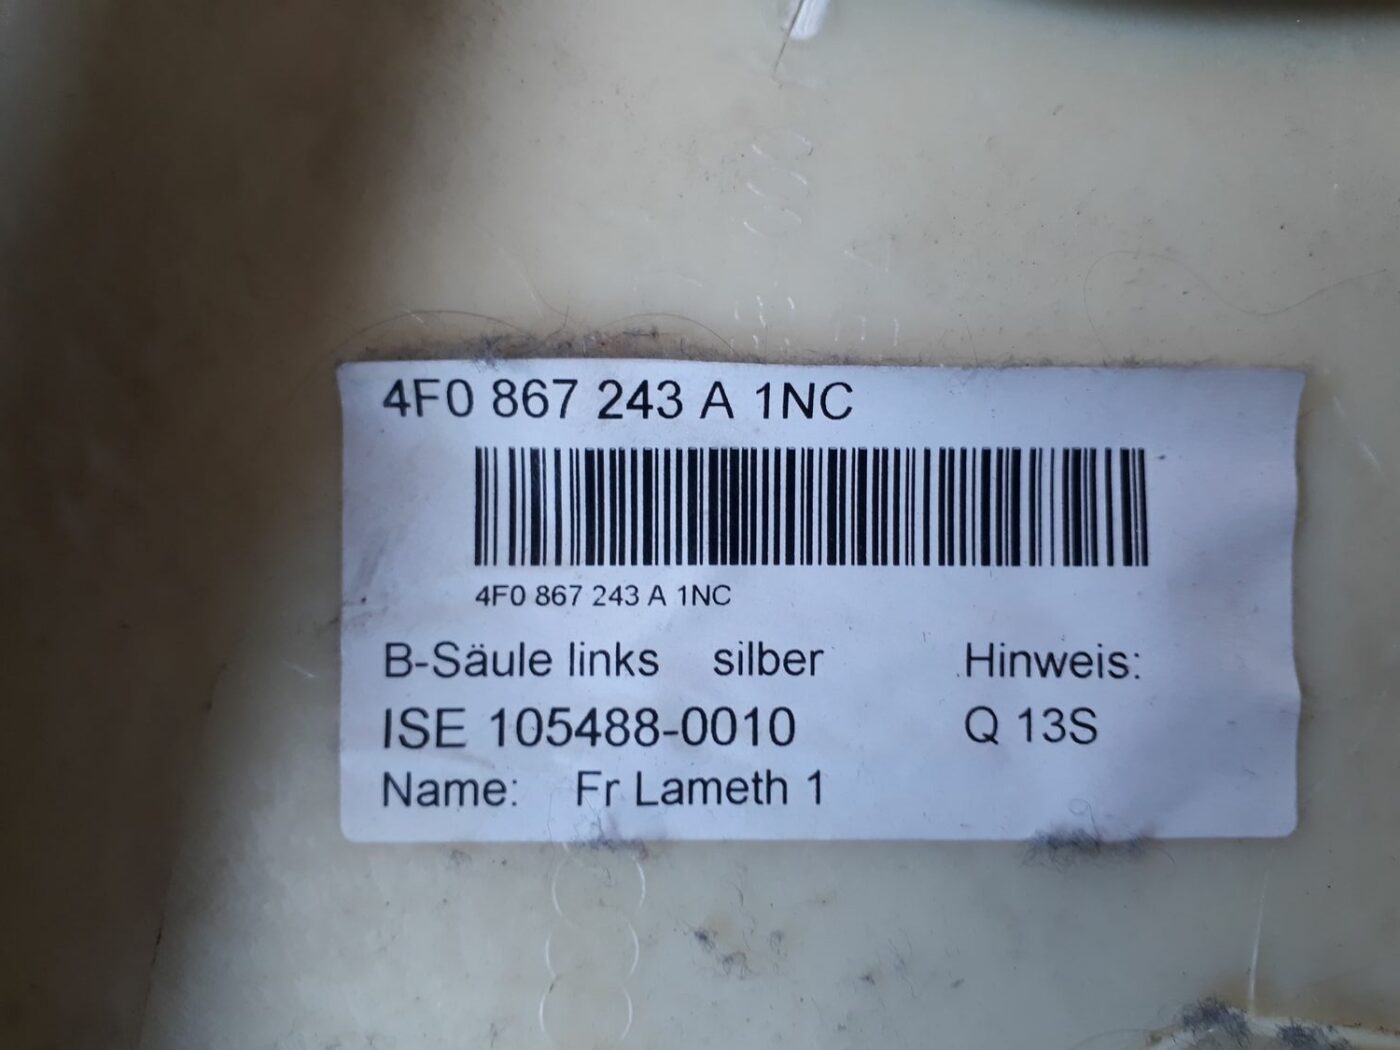 4F0 867 243 A 1NC
4F0 867 243 A 1NC
B-Säule links silber Hinweis:
ISE 105488-0010 Q 13S
Name: Fr Lameth 1